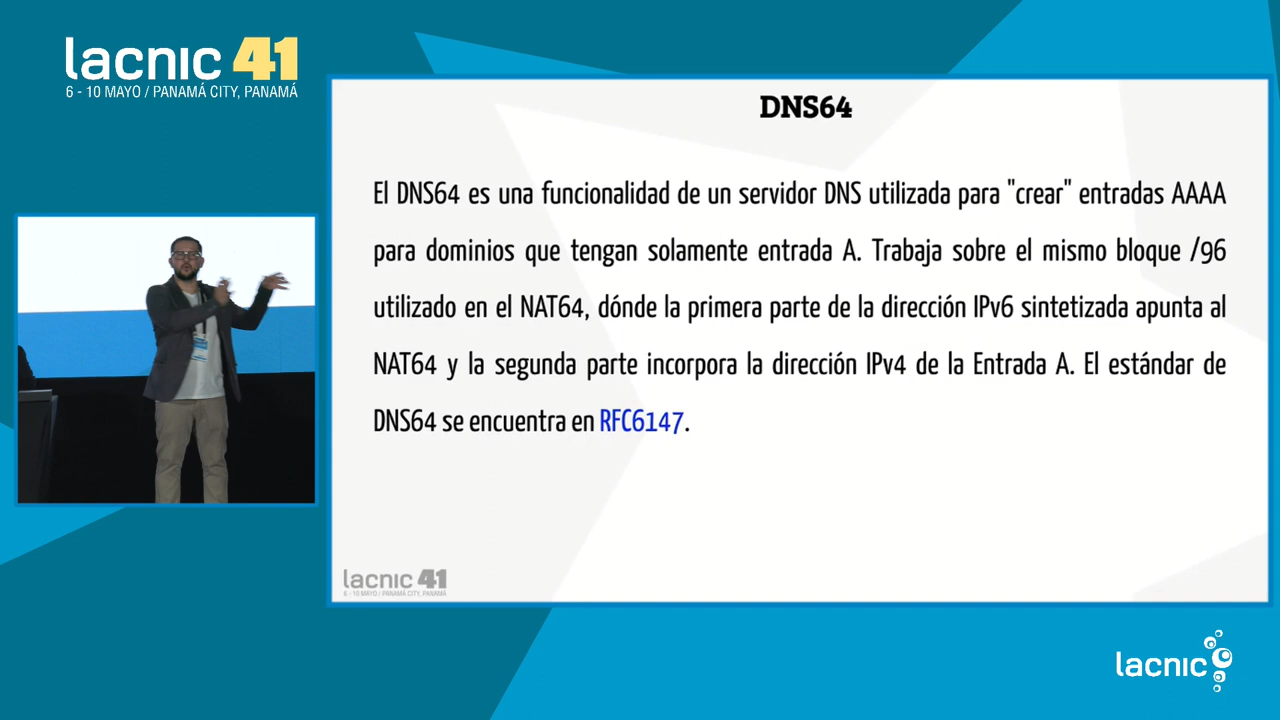 lacnic 41
6 - 10 MAYO / PANAMÁ CITY, PANAMÁ
DNS64
El DNS64 es una funcionalidad de un servidor DNS utilizada para "crear" entradas AAAA
para dominios que tengan solamente entrada A. Trabaja sobre el mismo bloque /96
utilizado en el NAT64, dónde la primera parte de la dirección IPv6 sintetizada apunta al
NAT64 y la segunda parte incorpora la dirección IPv4 de la Entrada A. El estándar de
DNS64 se encuentra en RFC6147.
lacnic 41
6 - 10 MAYO / PANAMÁ CITY, PANAMÁ
lacnic